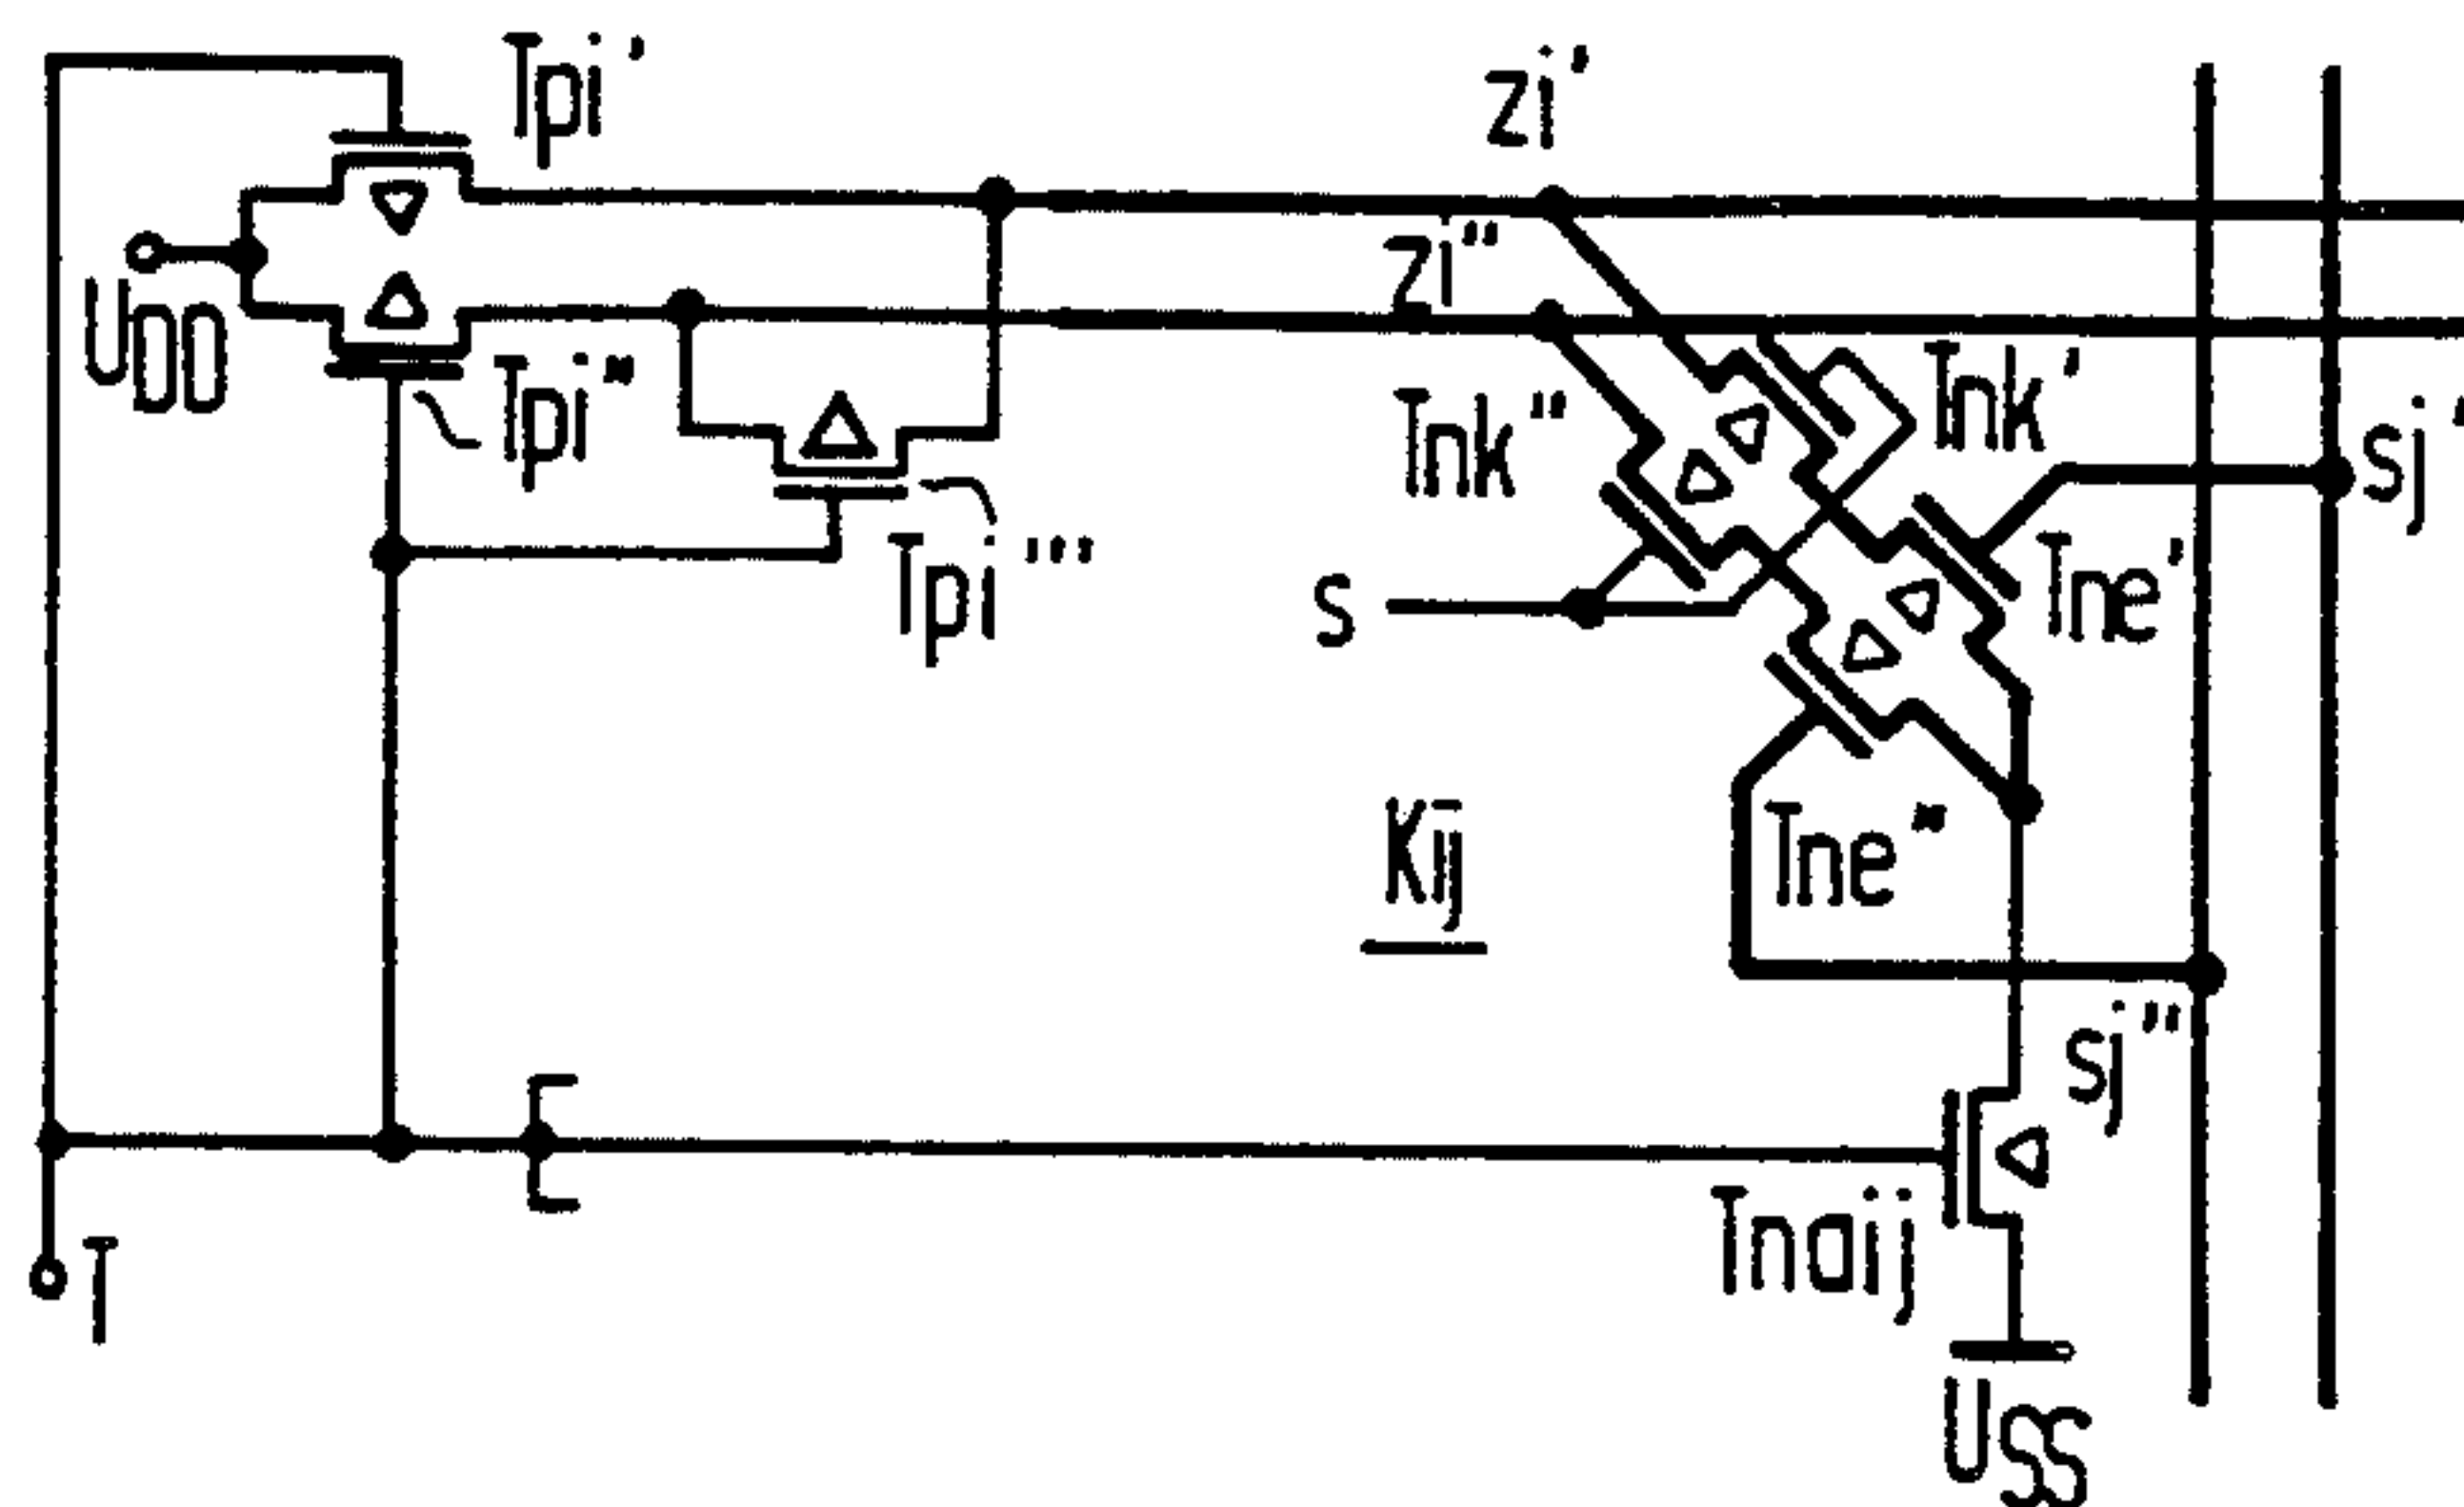 Tpi'
zi'
zi"
UDD
Tpi"
Tnk'
Tnk"
sj'
Tpi'''
Tne'
s
Kij
Tne"
sj"
T
Tnaij
USS